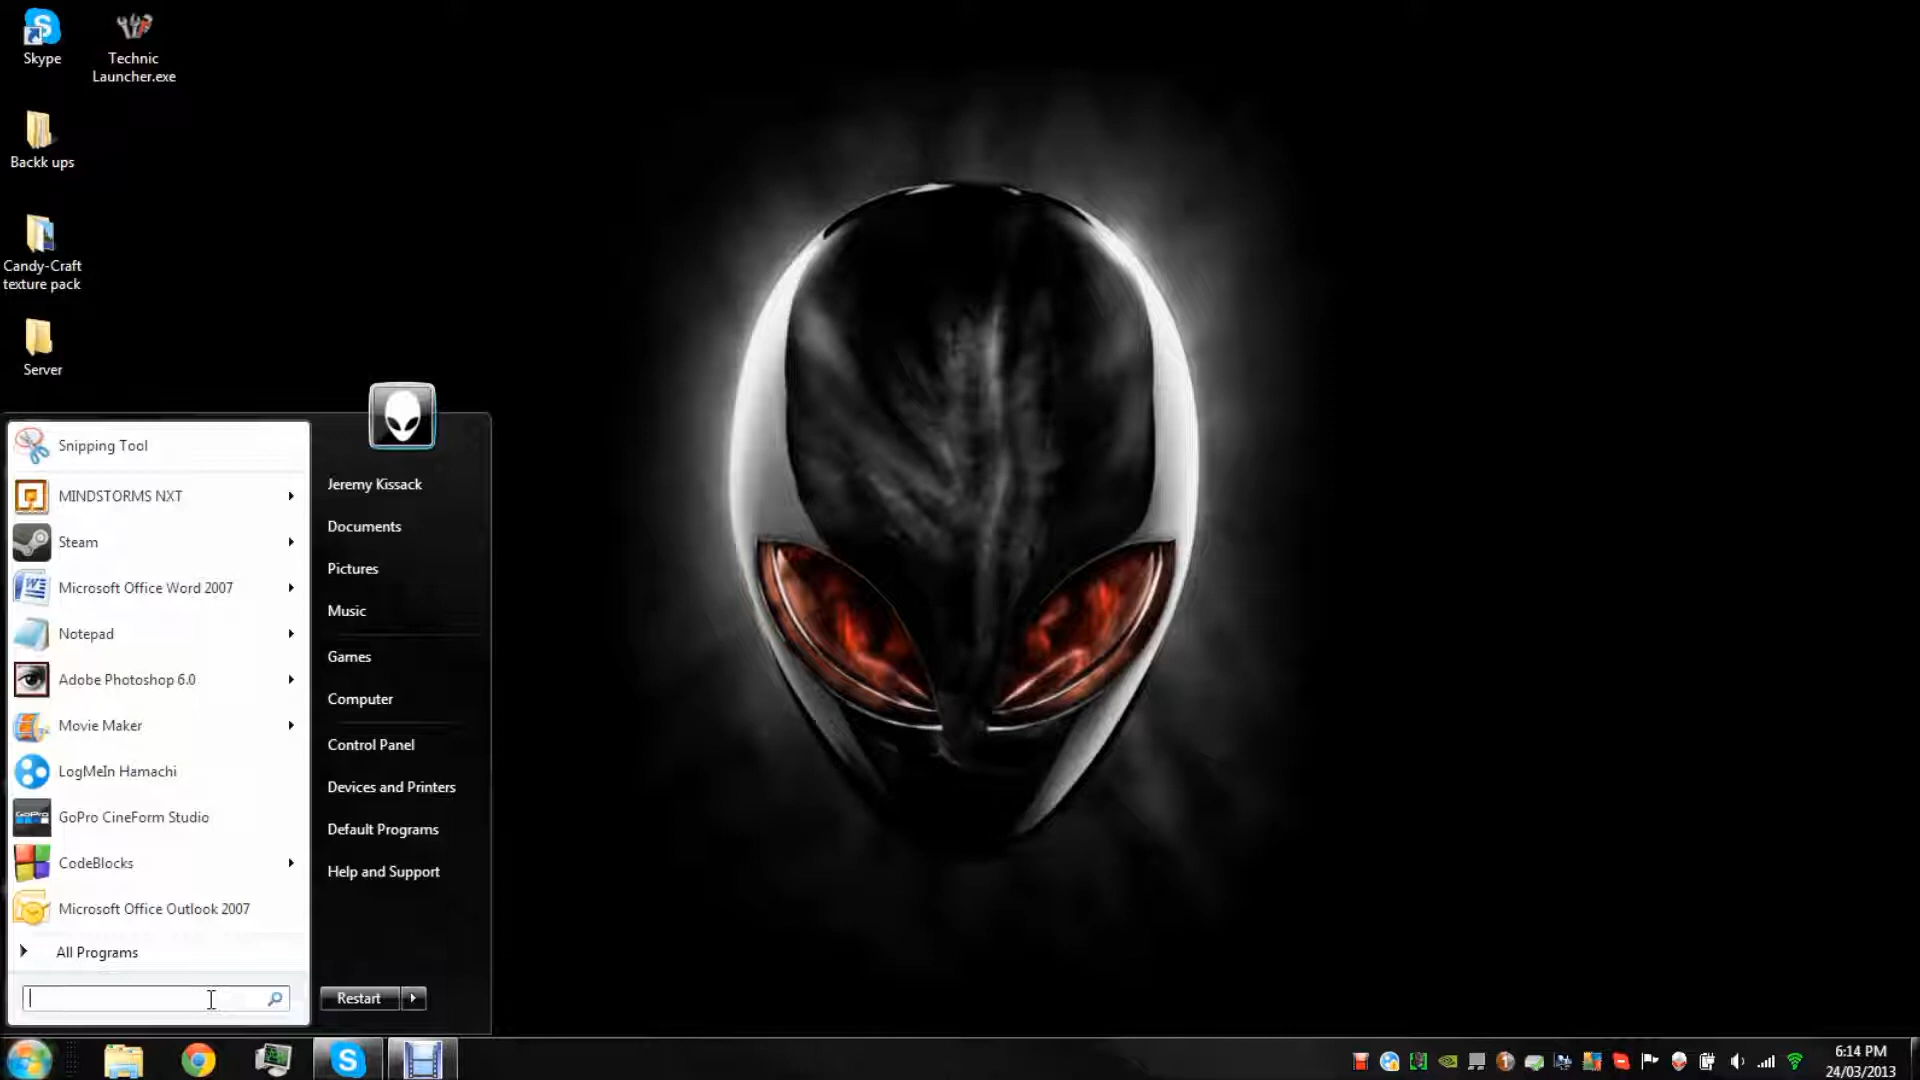 Skype
Technic
Launcher.exe
Backk ups
Candy-Craft
texture pack
Server
Snipping Tool
MINDSTORMS NXT
Steam
Microsoft Office Word 2007
Notepad
Adobe Photoshop 6.0
Movie Maker
LogMeIn Hamachi
GoPro CineForm Studio
CodeBlocks
Microsoft Office Outlook 2007
All Programs
Jeremy Kissack
Documents
Pictures
Music
Games
Computer
Control Panel
Devices and Printers
Default Programs
Help and Support
Restart
6:14 PM
24/03/2013